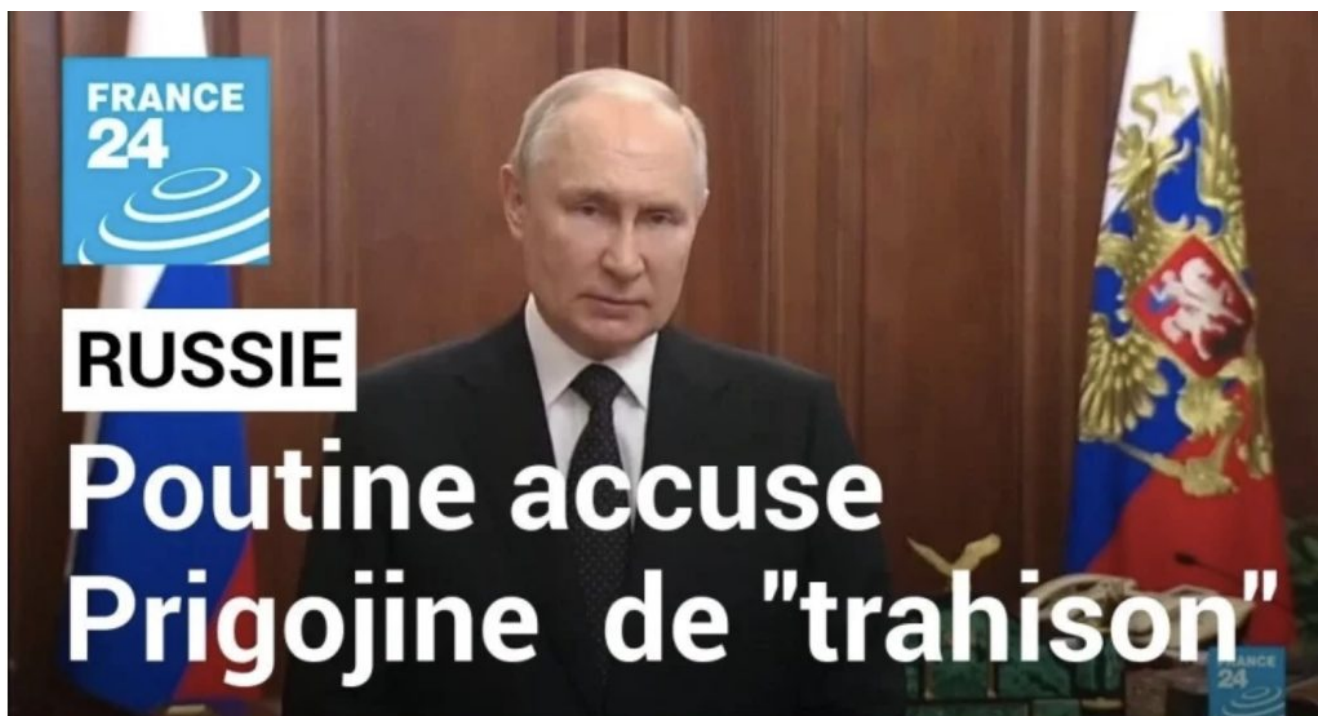 FRANCE
24
RUSSIE
Poutine accuse
Prigojine de "trahison"
FRANCE
24